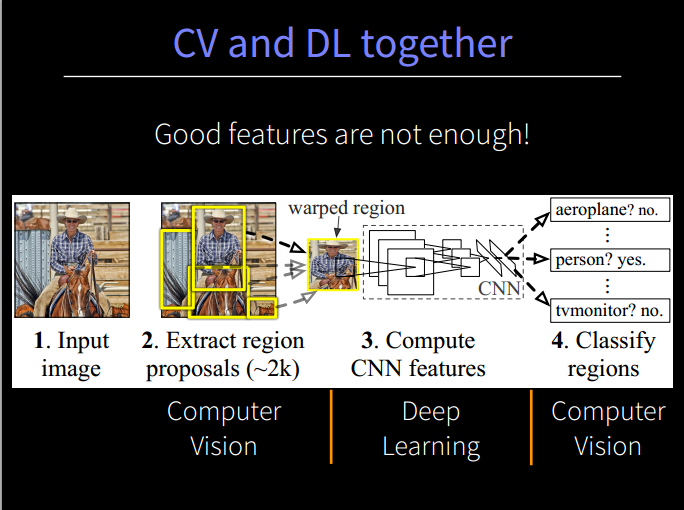 CV and DL together
Good features are not enough!
warped region
aeroplane? no.
⋮
person? yes.
⋮
tvmonitor? no.
CNN
1. Input
image
2. Extract region
proposals (~2k)
3. Compute
CNN features
4. Classify
regions
Computer
Vision
Deep
Learning
Computer
Vision